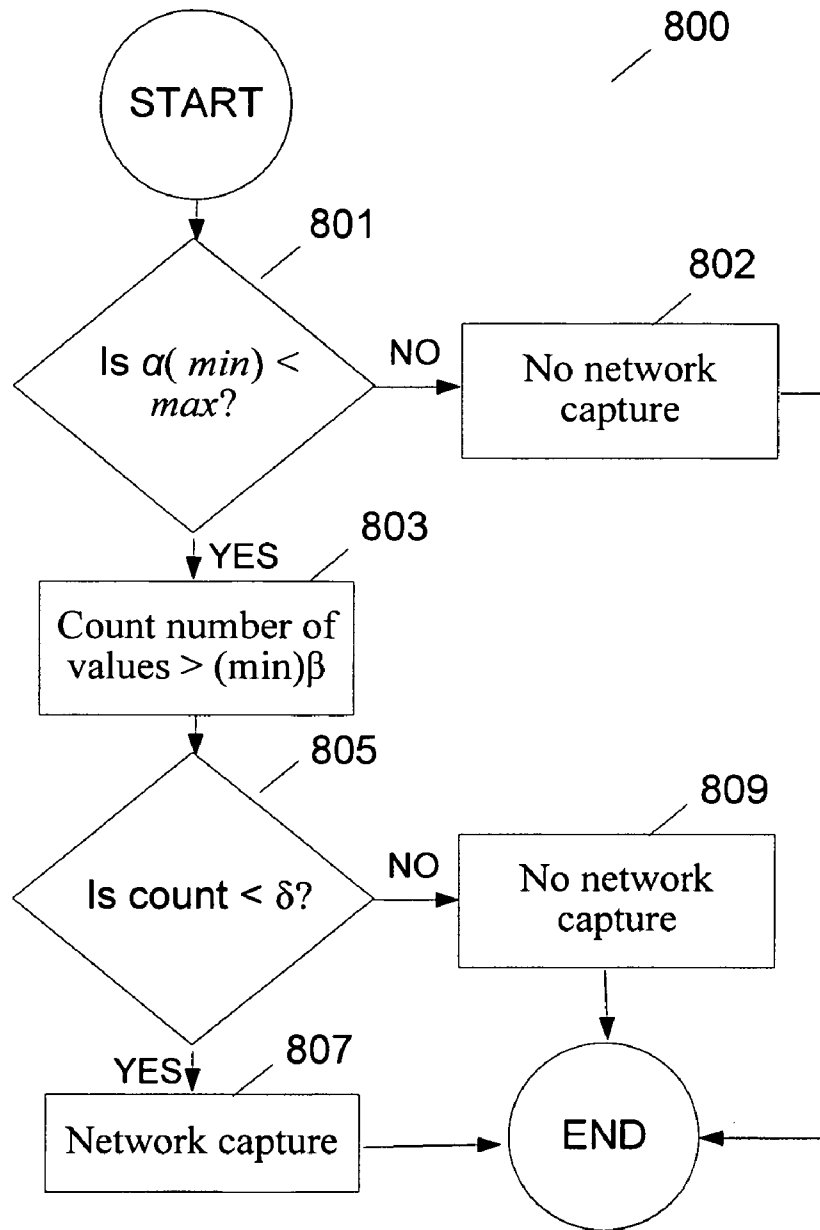 800
START
801
Is α( min) <
max?
NO
802
No network
capture
YES
803
Count number of
values > (min)β
805
Is count < δ?
NO
809
No network
capture
YES
807
Network capture
END